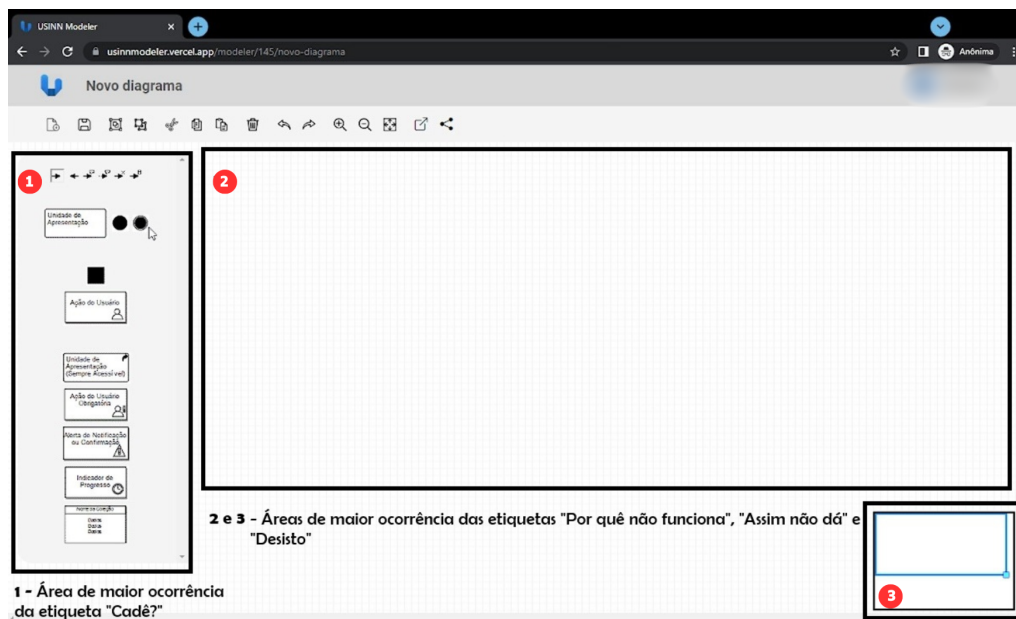 USINN Modeler
usinnmodeler.vercel.app/modeler/145/novo-diagrama
Anônima
Novo diagrama
1
2
Unidade de
Apresentação
Ação do Usuário
Unidade de
Apresentação
(Sempre Acessível)
Ação do Usuário
Obrigatória
Alerta de Notificação
ou Confirmação
Indicador de
Progresso
Nome da Coleção
Dados
Dados
Dados
2 e 3 - Áreas de maior ocorrência das etiquetas "Por quê não funciona", "Assim não dá" e
"Desisto"
3
1 - Área de maior ocorrência
da etiqueta "Cadê?"